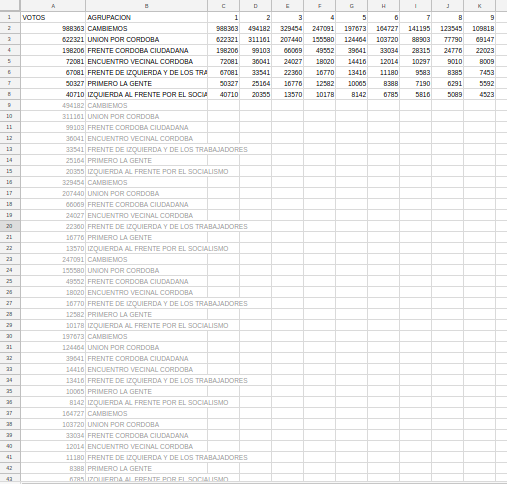 A B C D E F G H I J K
1 VOTOS AGRUPACION 1 2 3 4 5 6 7 8 9
2 988363 CAMBIEMOS 988363 494182 329454 247091 197673 164727 141195 123545 109818
3 622321 UNION POR CORDOBA 622321 311161 207440 155580 124464 103720 88903 77790 69147
4 198206 FRENTE CORDOBA CIUDADANA 198206 99103 66069 49552 39641 33034 28315 24776 22023
5 72081 ENCUENTRO VECINAL CORDOBA 72081 36041 24027 18020 14416 12014 10297 9010 8009
6 67081 FRENTE DE IZQUIERDA Y DE LOS TRA 67081 33541 22360 16770 13416 11180 9583 8385 7453
7 50327 PRIMERO LA GENTE 50327 25164 16776 12582 10065 8388 7190 6291 5592
8 40710 IZQUIERDA AL FRENTE POR EL SOCIA 40710 20355 13570 10178 8142 6785 5816 5089 4523
9 494182 CAMBIEMOS
10 311161 UNION POR CORDOBA
11 99103 FRENTE CORDOBA CIUDADANA
12 36041 ENCUENTRO VECINAL CORDOBA
13 33541 FRENTE DE IZQUIERDA Y DE LOS TRABAJADORES
14 25164 PRIMERO LA GENTE
15 20355 IZQUIERDA AL FRENTE POR EL SOCIALISMO
16 329454 CAMBIEMOS
17 207440 UNION POR CORDOBA
18 66069 FRENTE CORDOBA CIUDADANA
19 24027 ENCUENTRO VECINAL CORDOBA
20 22360 FRENTE DE IZQUIERDA Y DE LOS TRABAJADORES
21 16776 PRIMERO LA GENTE
22 13570 IZQUIERDA AL FRENTE POR EL SOCIALISMO
23 247091 CAMBIEMOS
24 155580 UNION POR CORDOBA
25 49552 FRENTE CORDOBA CIUDADANA
26 18020 ENCUENTRO VECINAL CORDOBA
27 16770 FRENTE DE IZQUIERDA Y DE LOS TRABAJADORES
28 12582 PRIMERO LA GENTE
29 10178 IZQUIERDA AL FRENTE POR EL SOCIALISMO
30 197673 CAMBIEMOS
31 124464 UNION POR CORDOBA
32 39641 FRENTE CORDOBA CIUDADANA
33 14416 ENCUENTRO VECINAL CORDOBA
34 13416 FRENTE DE IZQUIERDA Y DE LOS TRABAJADORES
35 10065 PRIMERO LA GENTE
36 8142 IZQUIERDA AL FRENTE POR EL SOCIALISMO
37 164727 CAMBIEMOS
38 103720 UNION POR CORDOBA
39 33034 FRENTE CORDOBA CIUDADANA
40 12014 ENCUENTRO VECINAL CORDOBA
41 11180 FRENTE DE IZQUIERDA Y DE LOS TRABAJADORES
42 8388 PRIMERO LA GENTE
43 6785 IZQUIERDA AL FRENTE POR EL SOCIALISMO